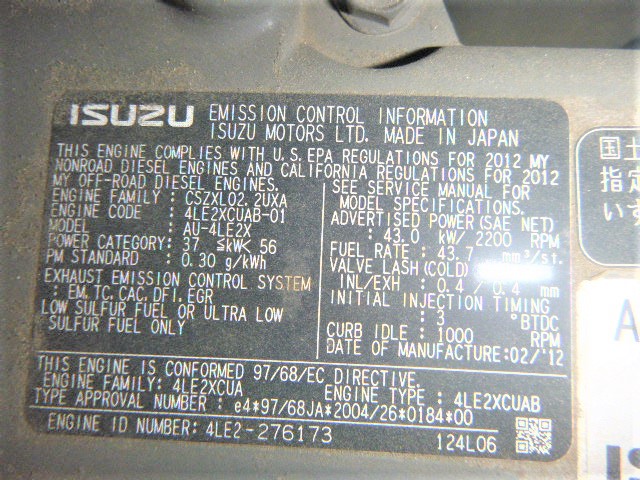 ISUZU EMISSION CONTROL INFORMATION
ISUZU MOTORS LTD. MADE IN JAPAN
THIS ENGINE COMPLIES WITH U.S.EPA REGULATIONS FOR 2012 MY
NONROAD DIESEL ENGINES AND CALIFORNIA REGULATIONS FOR 2012
MY OFF-ROAD DIESEL ENGINES.
ENGINE FAMILY : CSZXL02.2UXA
ENGINE CODE : 4LE2XCUAB-01
MODEL : AU-4LE2X
POWER CATEGORY: 37 ≤kW< 56
PM STANDARD : 0.30 g/kWh
EXHAUST EMISSION CONTROL SYSTEM
: EM,TC,CAC,DFI,EGR
LOW SULFUR FUEL OR ULTRA LOW
SULFUR FUEL ONLY
SEE SERVICE MANUAL FOR
MODEL SPECIFICATIONS.
ADVERTISED POWER(SAE NET)
: 43.0 kW/2200 RPM
FUEL RATE : 43.7 mm³/st.
VALVE LASH(COLD)
INL/EXH : 0.4/0.4 mm
INITIAL INJECTION TIMING
: 3 °BTDC
CURB IDLE : 1000 RPM
DATE OF MANUFACTURE:02/'12
THIS ENGINE IS CONFORMED 97/68/EC DIRECTIVE.
ENGINE FAMILY: 4LE2XCUA ENGINE TYPE : 4LE2XCUAB
TYPE APPROVAL NUMBER : e4*97/68JA*2004/26*0184*00
ENGINE ID NUMBER: 4LE2-276173 124L06
国土
指定
いす
A